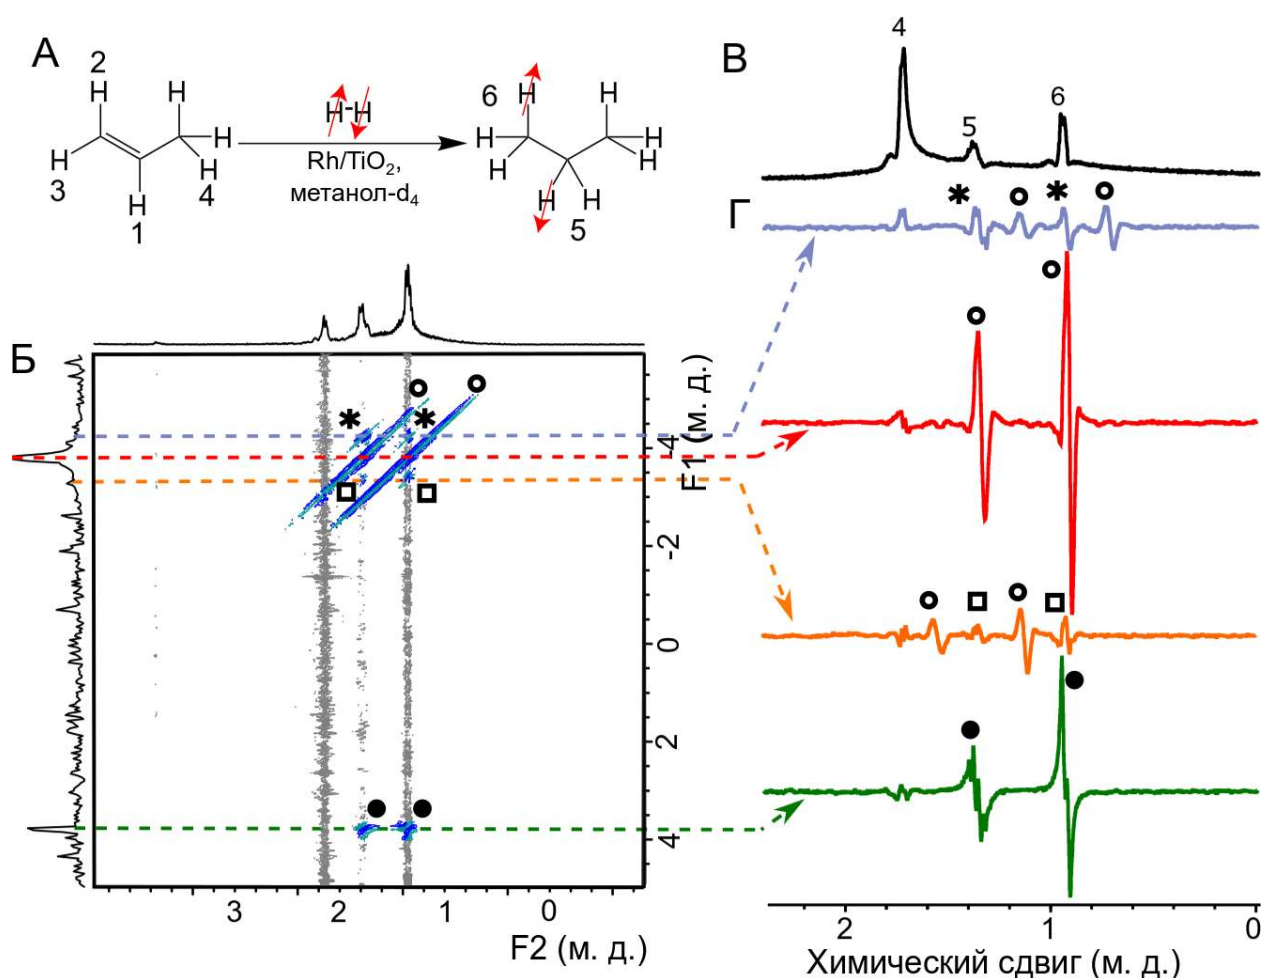 А
2
H
H
H
H
H
H
3
1
4
H-H
Rh/TiO₂,
метанол-d₄
6
H
H
H
H
H
H
H
H
5
Б
3
2
1
0
F2 (м. д.)
-4
-2
0
2
4
F1 (м. д.)
В
4
5
6
Г
2
1
0
Химический сдвиг (м. д.)